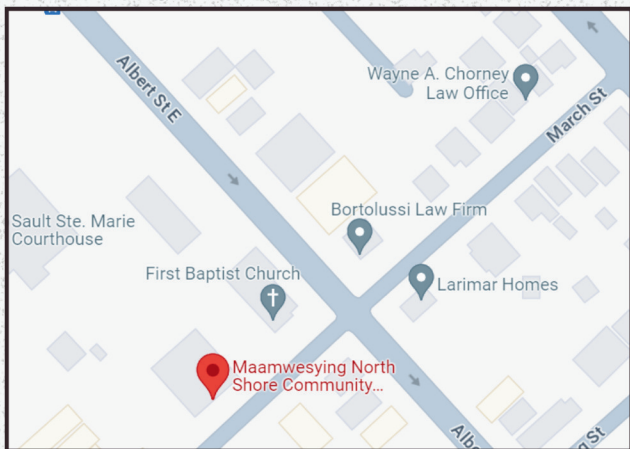 Albert St E
Wayne A. Chorney
Law Office
March St
Bortolussi Law Firm
Sault Ste. Marie
Courthouse
First Baptist Church
Larimar Homes
Maamwesying North
Shore Community...
St